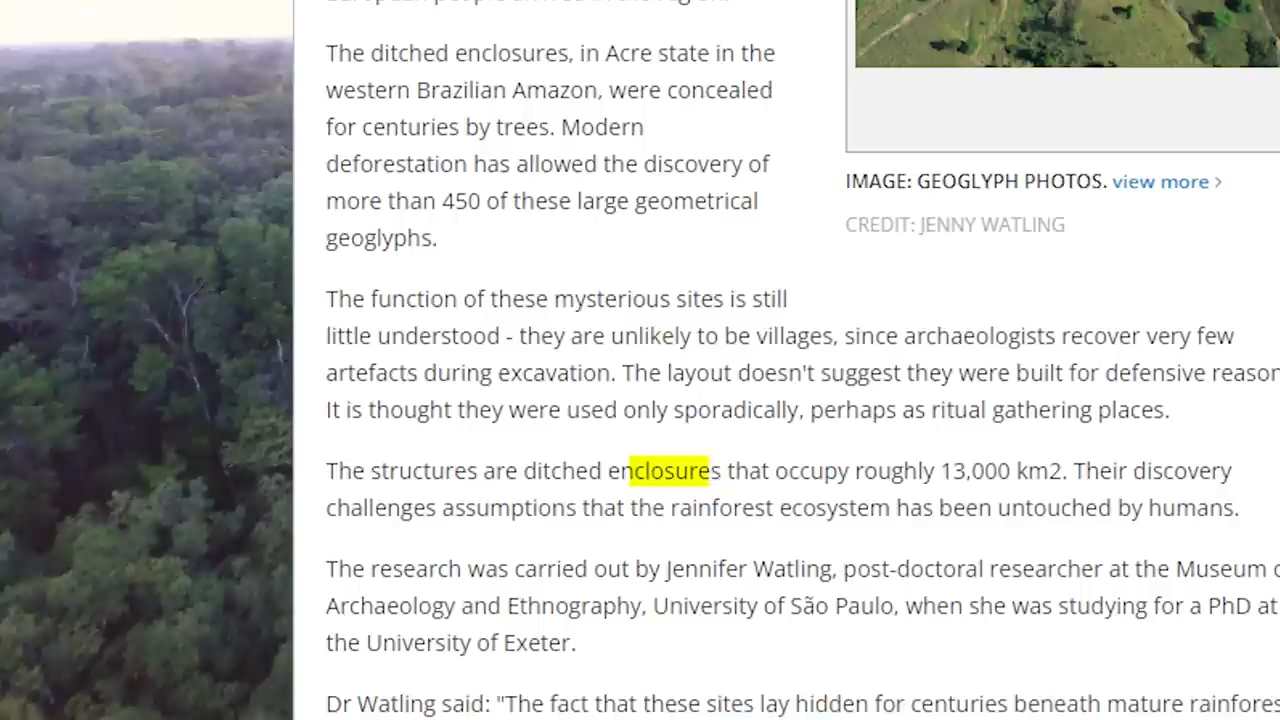 The ditched enclosures, in Acre state in the
western Brazilian Amazon, were concealed
for centuries by trees. Modern
deforestation has allowed the discovery of
more than 450 of these large geometrical
geoglyphs.
IMAGE: GEOGLYPH PHOTOS. view more >
CREDIT: JENNY WATLING
The function of these mysterious sites is still
little understood - they are unlikely to be villages, since archaeologists recover very few
artefacts during excavation. The layout doesn't suggest they were built for defensive reason
It is thought they were used only sporadically, perhaps as ritual gathering places.
The structures are ditched enclosures that occupy roughly 13,000 km2. Their discovery
challenges assumptions that the rainforest ecosystem has been untouched by humans.
The research was carried out by Jennifer Watling, post-doctoral researcher at the Museum
Archaeology and Ethnography, University of São Paulo, when she was studying for a PhD at
the University of Exeter.
Dr Watling said: "The fact that these sites lay hidden for centuries beneath mature rainfores